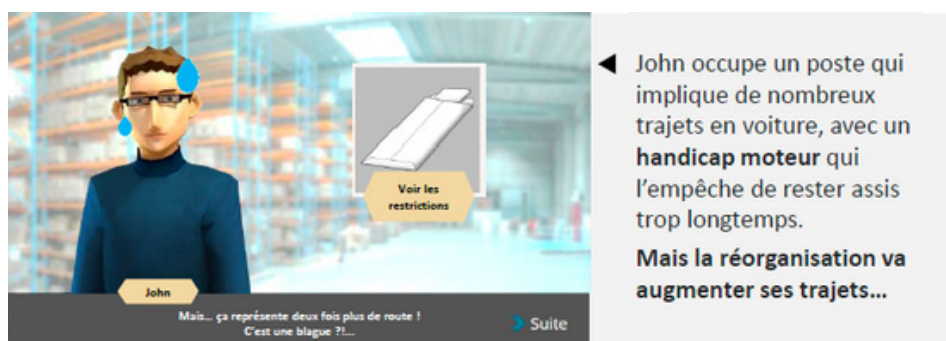 Voir les
restrictions
John
Mais... ça représente deux fois plus de route !
C'est une blague ?!...
Suite
John occupe un poste qui
implique de nombreux
trajets en voiture, avec un
handicap moteur qui
l'empêche de rester assis
trop longtemps.
Mais la réorganisation va
augmenter ses trajets...